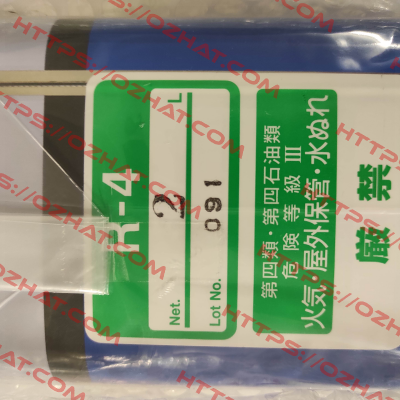 R-4
Net. 2 L
Lot No. 091
第四類・第四石油類
危険等級 III
火気・屋外保管・水ぬれ
厳禁
HTTPS://OZHAT.COM